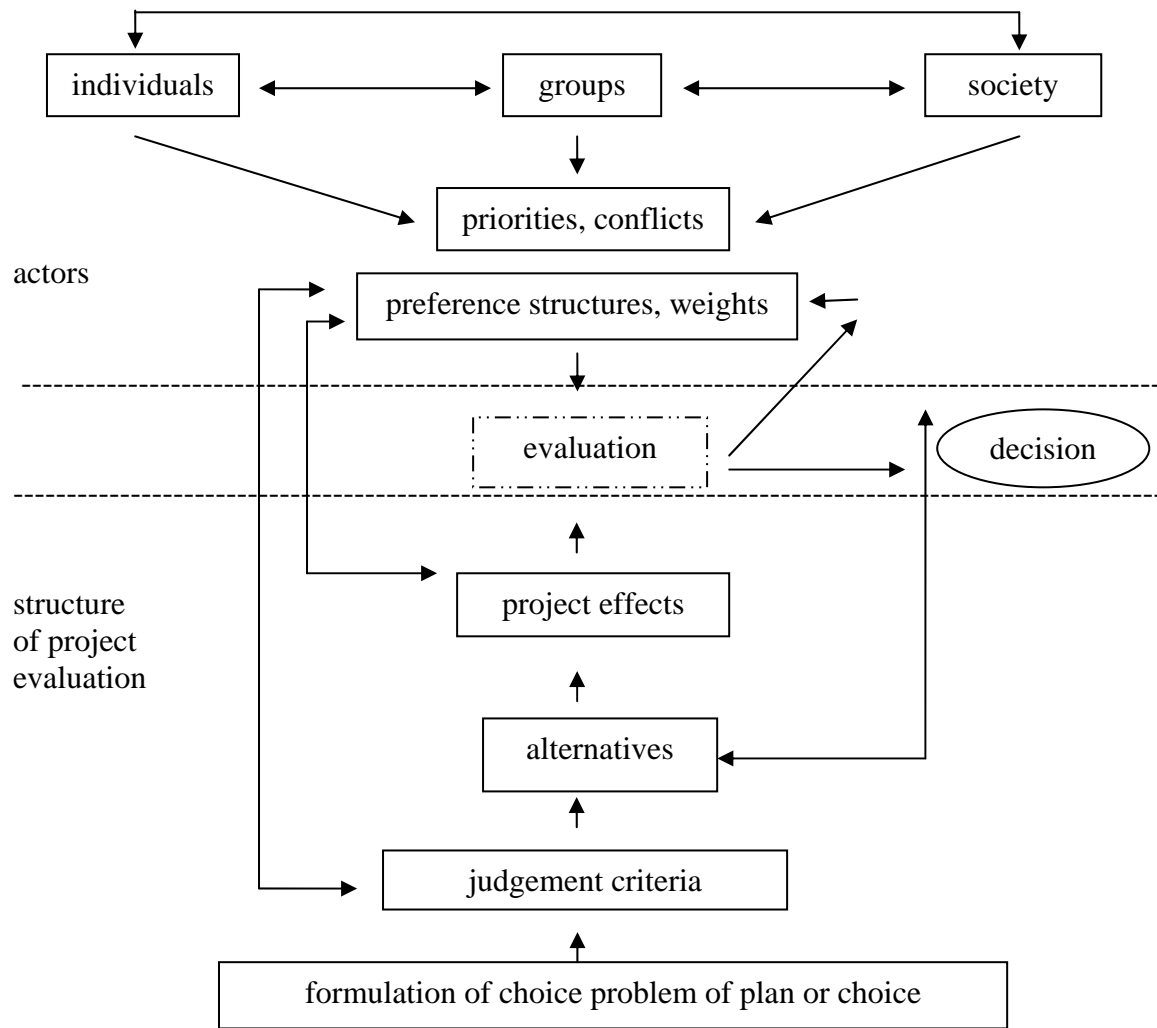 individuals
groups
society
priorities, conflicts
actors
preference structures, weights
evaluation
decision
project effects
structure
of project
evaluation
alternatives
judgement criteria
formulation of choice problem of plan or choice